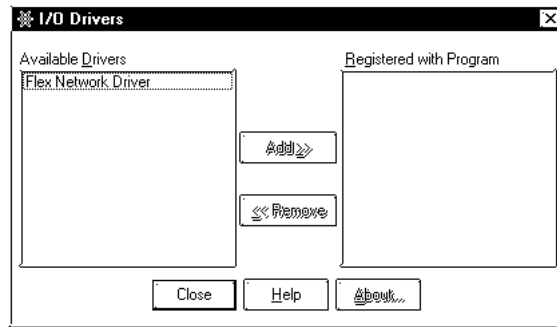 I/O Drivers
Available Drivers
Registered with Program
Flex Network Driver
Add>>
<< Remove
Close
Help
About...